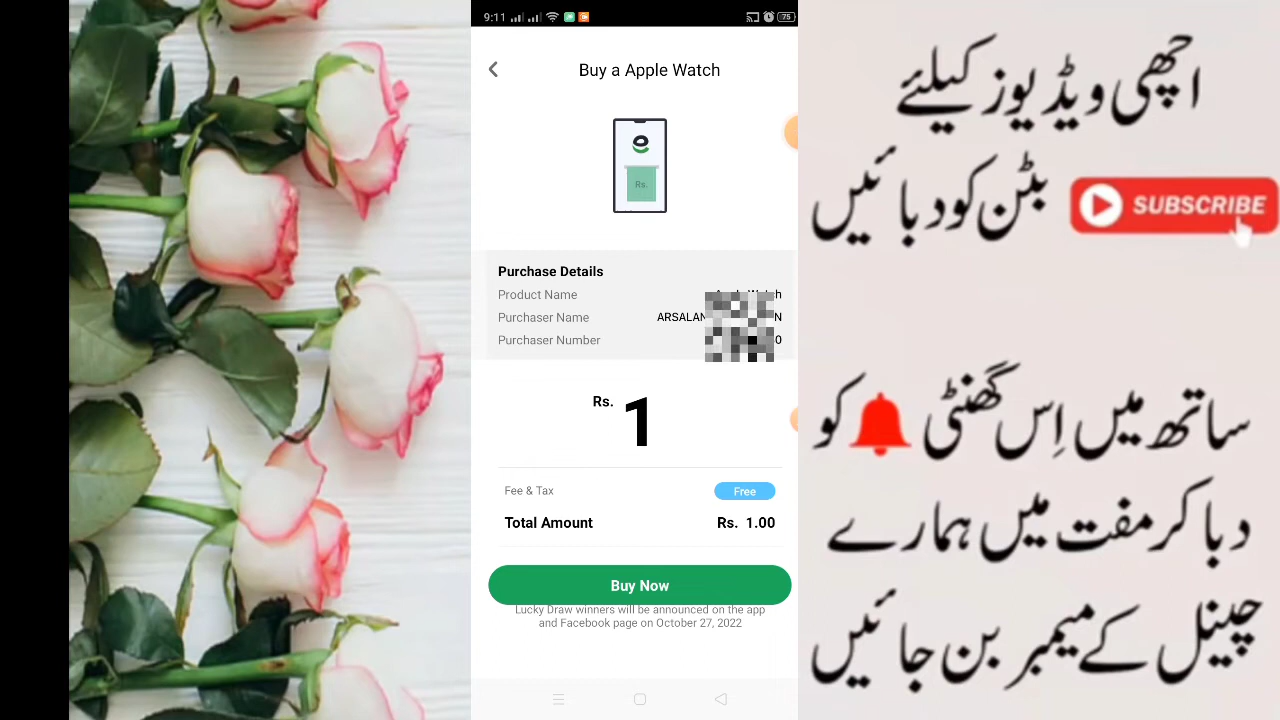 9:11
75
Buy a Apple Watch
e
Rs.
Purchase Details
Product Name
Purchaser Name ARSALAN N
Purchaser Number 0
Rs. 1
Fee & Tax Free
Total Amount Rs. 1.00
Buy Now
Lucky Draw winners will be announced on the app
and Facebook page on October 27, 2022
اچھی ویڈیوز کیلئے
بٹن کو دبائیں SUBSCRIBE
ساتھ میں اِس گھنٹی کو
دبا کر مفت میں ہمارے
چینل کے میمبر بن جائیں